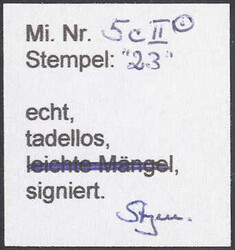 Mi. Nr. 5cII
Stempel: "23"
echt,
tadellos,
leichte Mängel,
signiert.